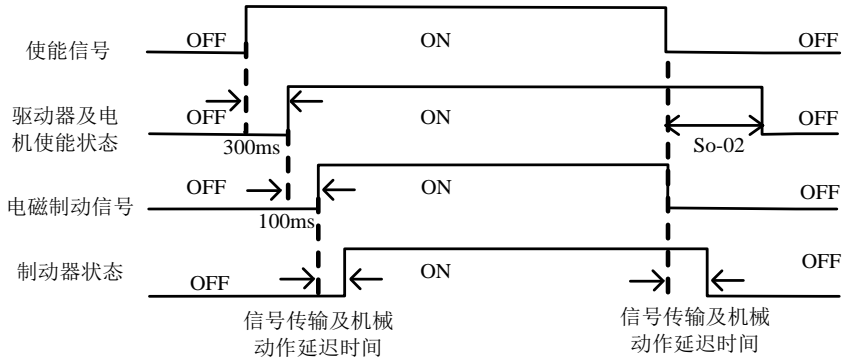 使能信号
OFF
ON
OFF
驱动器及电
机使能状态
OFF
ON
OFF
300ms
So-02
电磁制动信号
OFF
ON
OFF
100ms
制动器状态
OFF
ON
OFF
信号传输及机械
动作延迟时间
信号传输及机械
动作延迟时间